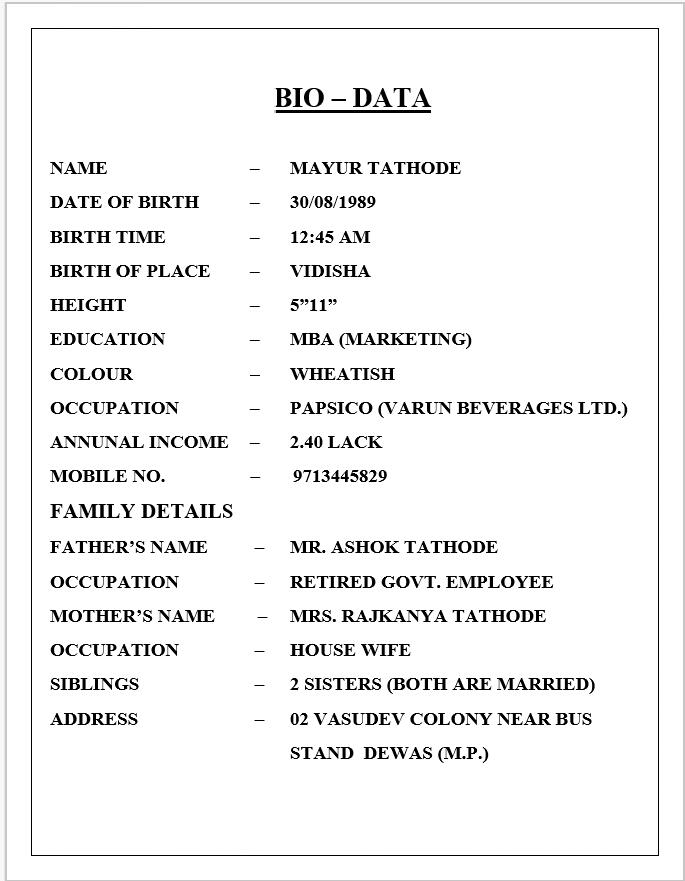 BIO – DATA
NAME – MAYUR TATHODE
DATE OF BIRTH – 30/08/1989
BIRTH TIME – 12:45 AM
BIRTH OF PLACE – VIDISHA
HEIGHT – 5”11”
EDUCATION – MBA (MARKETING)
COLOUR – WHEATISH
OCCUPATION – PAPSICO (VARUN BEVERAGES LTD.)
ANNUNAL INCOME – 2.40 LACK
MOBILE NO. – 9713445829
FAMILY DETAILS
FATHER’S NAME – MR. ASHOK TATHODE
OCCUPATION – RETIRED GOVT. EMPLOYEE
MOTHER’S NAME – MRS. RAJKANYA TATHODE
OCCUPATION – HOUSE WIFE
SIBLINGS – 2 SISTERS (BOTH ARE MARRIED)
ADDRESS – 02 VASUDEV COLONY NEAR BUS
STAND DEWAS (M.P.)